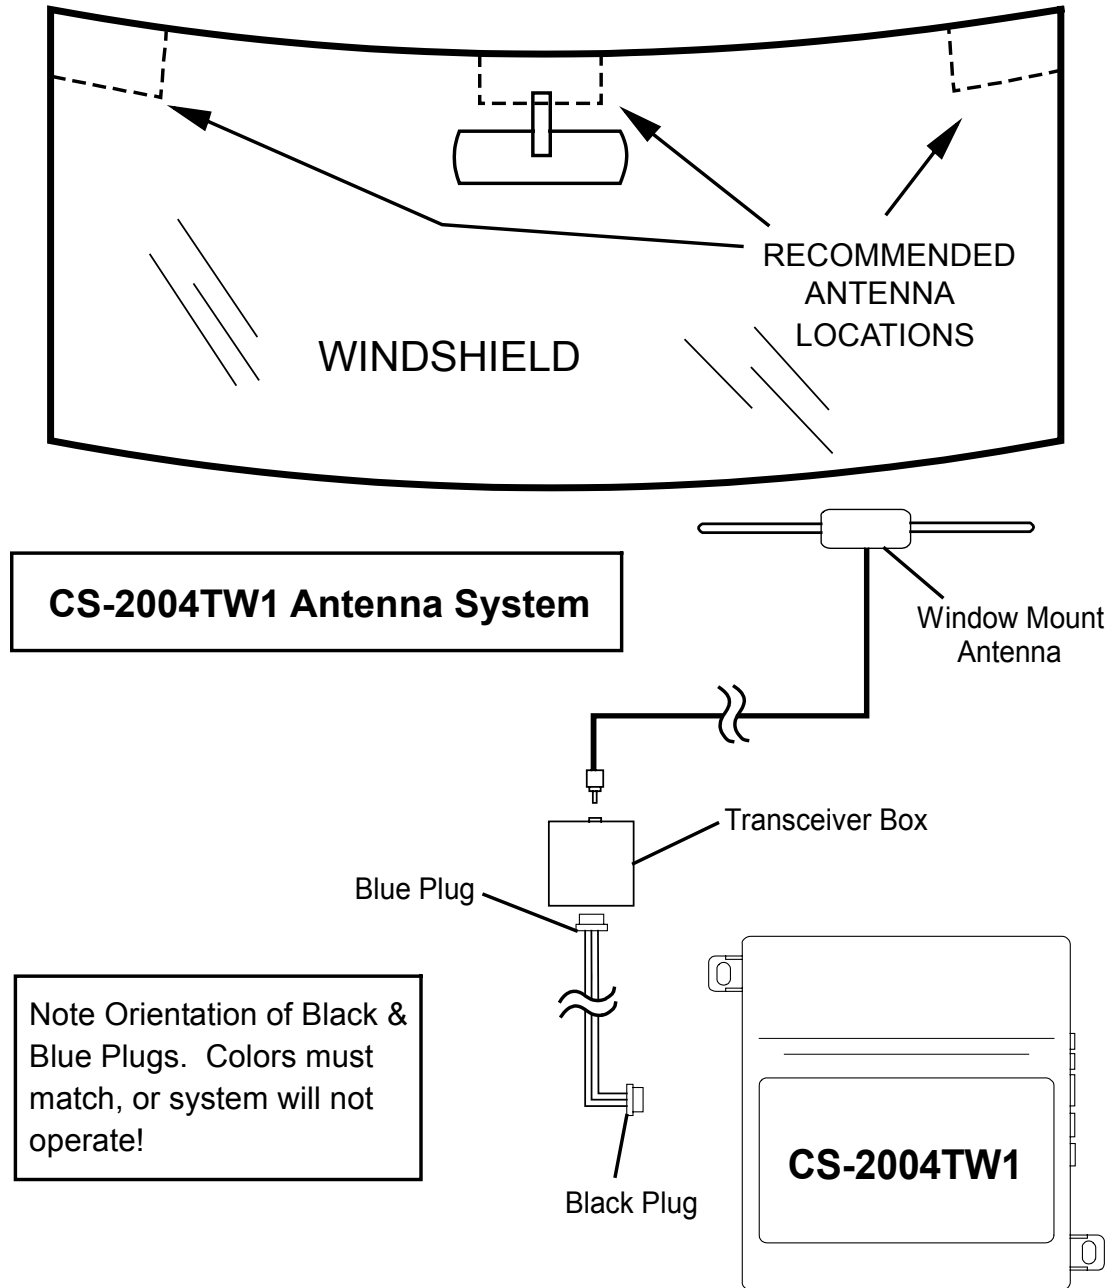 RECOMMENDED
ANTENNA
LOCATIONS
WINDSHIELD
CS-2004TW1 Antenna System
Window Mount
Antenna
Transceiver Box
Blue Plug
Note Orientation of Black &
Blue Plugs.  Colors must
match, or system will not
operate!
CS-2004TW1
Black Plug